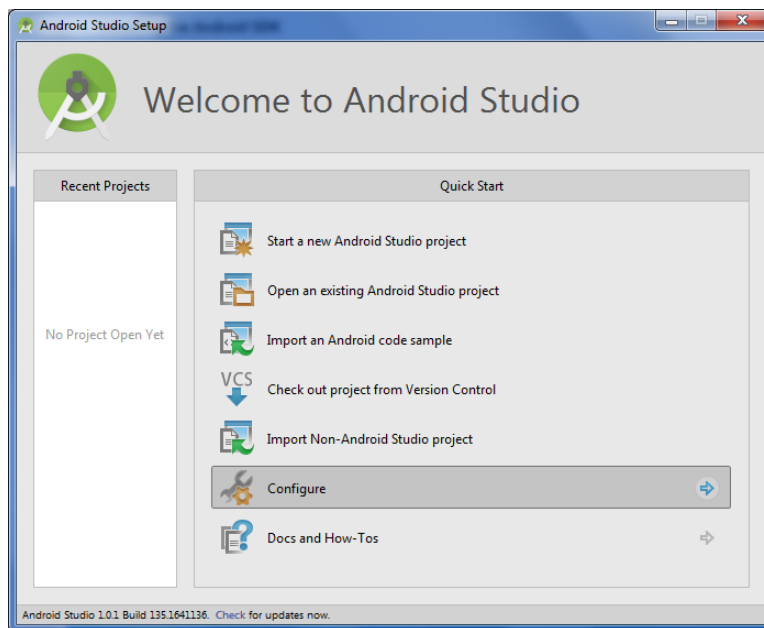 Android Studio Setup
Welcome to Android Studio
Recent Projects
No Project Open Yet
Quick Start
Start a new Android Studio project
Open an existing Android Studio project
Import an Android code sample
VCS
Check out project from Version Control
Import Non-Android Studio project
Configure
Docs and How-Tos
Android Studio 1.0.1 Build 135.1641136. Check for updates now.